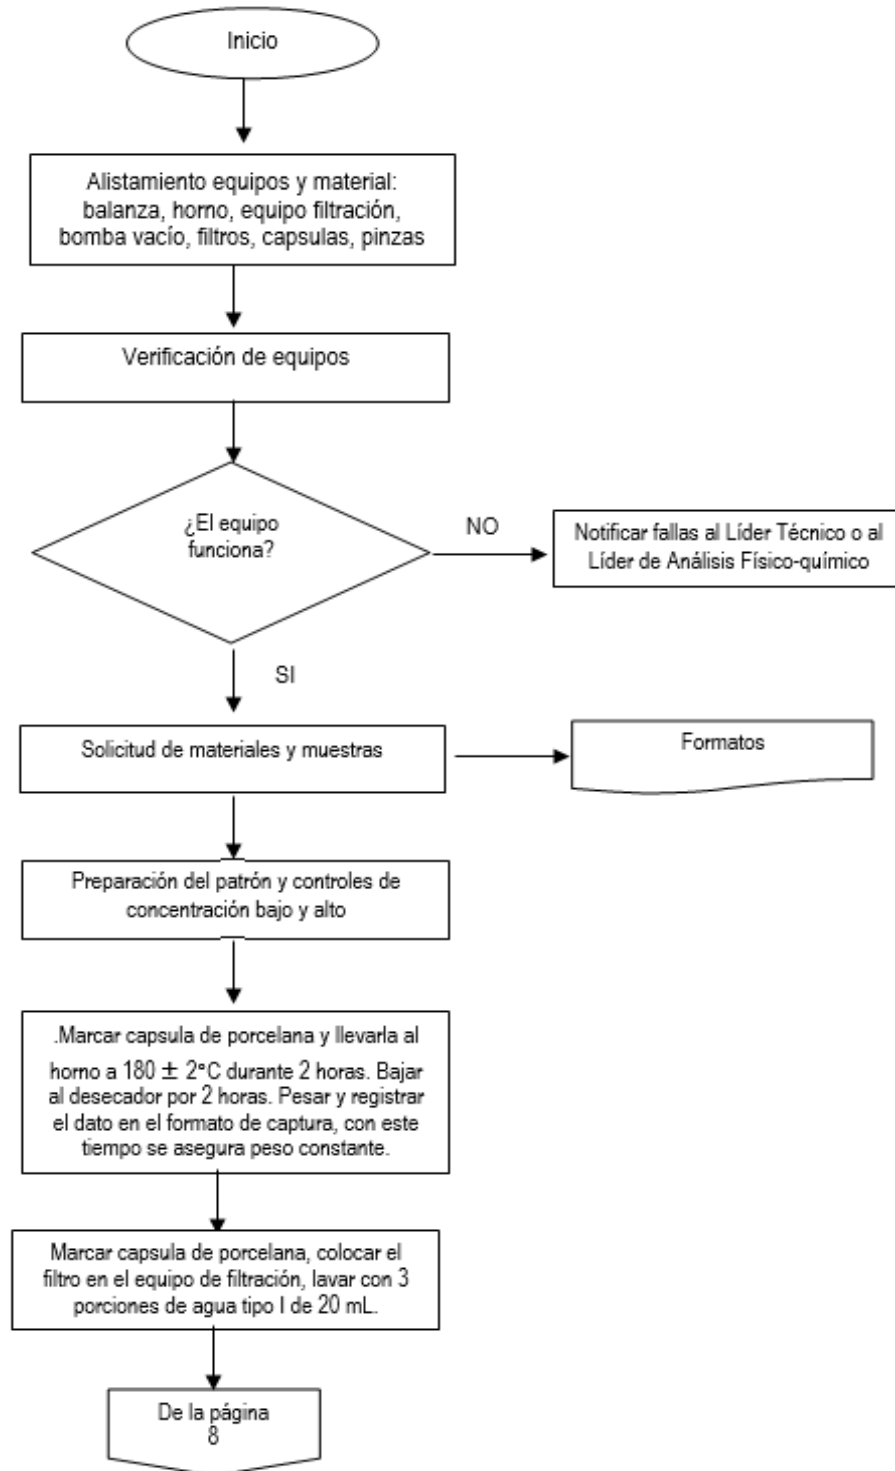 Inicio
Alistamiento equipos y material:
balanza, horno, equipo filtración,
bomba vacío, filtros, capsulas, pinzas
Verificación de equipos
¿El equipo
funciona?
NO
Notificar fallas al Líder Técnico o al
Líder de Análisis Físico-químico
SI
Solicitud de materiales y muestras
Formatos
Preparación del patrón y controles de
concentración bajo y alto
.Marcar capsula de porcelana y llevarla al
horno a 180 ± 2°C durante 2 horas. Bajar
al desecador por 2 horas. Pesar y registrar
el dato en el formato de captura, con este
tiempo se asegura peso constante.
Marcar capsula de porcelana, colocar el
filtro en el equipo de filtración, lavar con 3
porciones de agua tipo I de 20 mL.
De la página
8